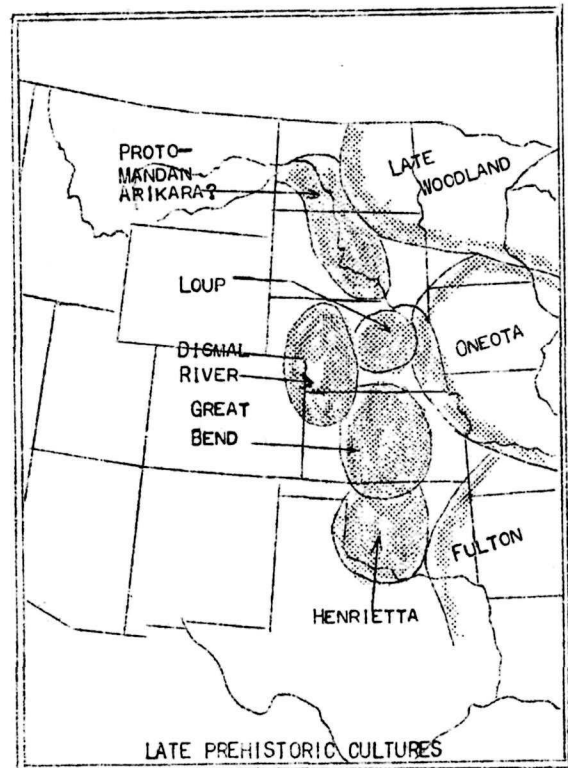 PROTO-
MANDAN
ARIKARA?
LATE
WOODLAND
LOUP
ONEOTA
DISMAL
RIVER
GREAT
BEND
FULTON
HENRIETTA
LATE PREHISTORIC CULTURES